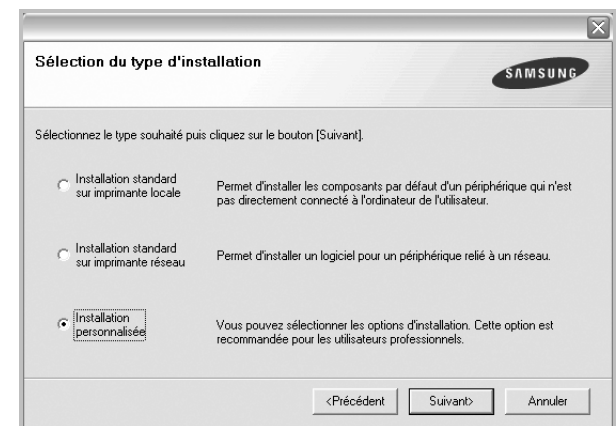 Sélection du type d'installation
SAMSUNG
Sélectionnez le type souhaité puis cliquez sur le bouton [Suivant].
Installation standard
sur imprimante locale
Permet d'installer les composants par défaut d'un périphérique qui n'est
pas directement connecté à l'ordinateur de l'utilisateur.
Installation standard
sur imprimante réseau
Permet d'installer un logiciel pour un périphérique relié à un réseau.
Installation
personnalisée
Vous pouvez sélectionner les options d'installation. Cette option est
recommandée pour les utilisateurs professionnels.
<Précédent
Suivant>
Annuler